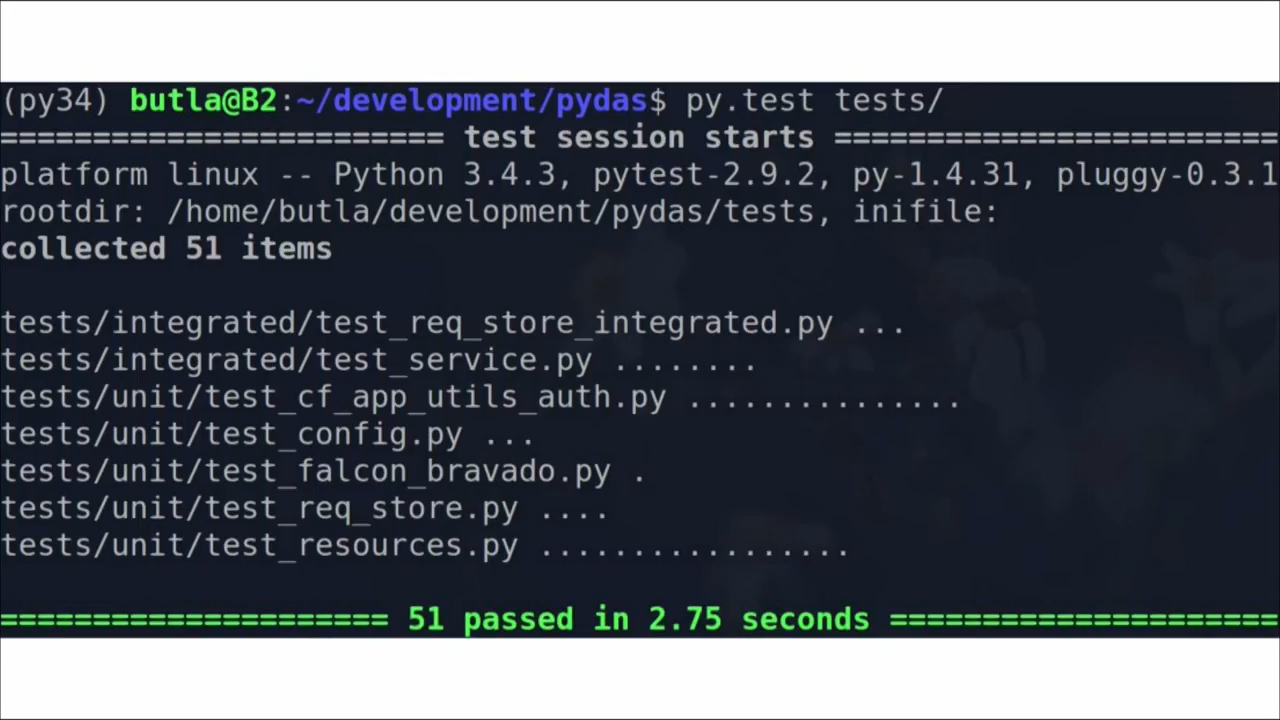 (py34) butla@B2:~/development/pydas$ py.test tests/
======================== test session starts ========================
platform linux -- Python 3.4.3, pytest-2.9.2, py-1.4.31, pluggy-0.3.1
rootdir: /home/butla/development/pydas/tests, inifile:
collected 51 items
tests/integrated/test_req_store_integrated.py ...
tests/integrated/test_service.py ........
tests/unit/test_cf_app_utils_auth.py ...............
tests/unit/test_config.py ...
tests/unit/test_falcon_bravado.py .
tests/unit/test_req_store.py ....
tests/unit/test_resources.py .................
===================== 51 passed in 2.75 seconds =====================